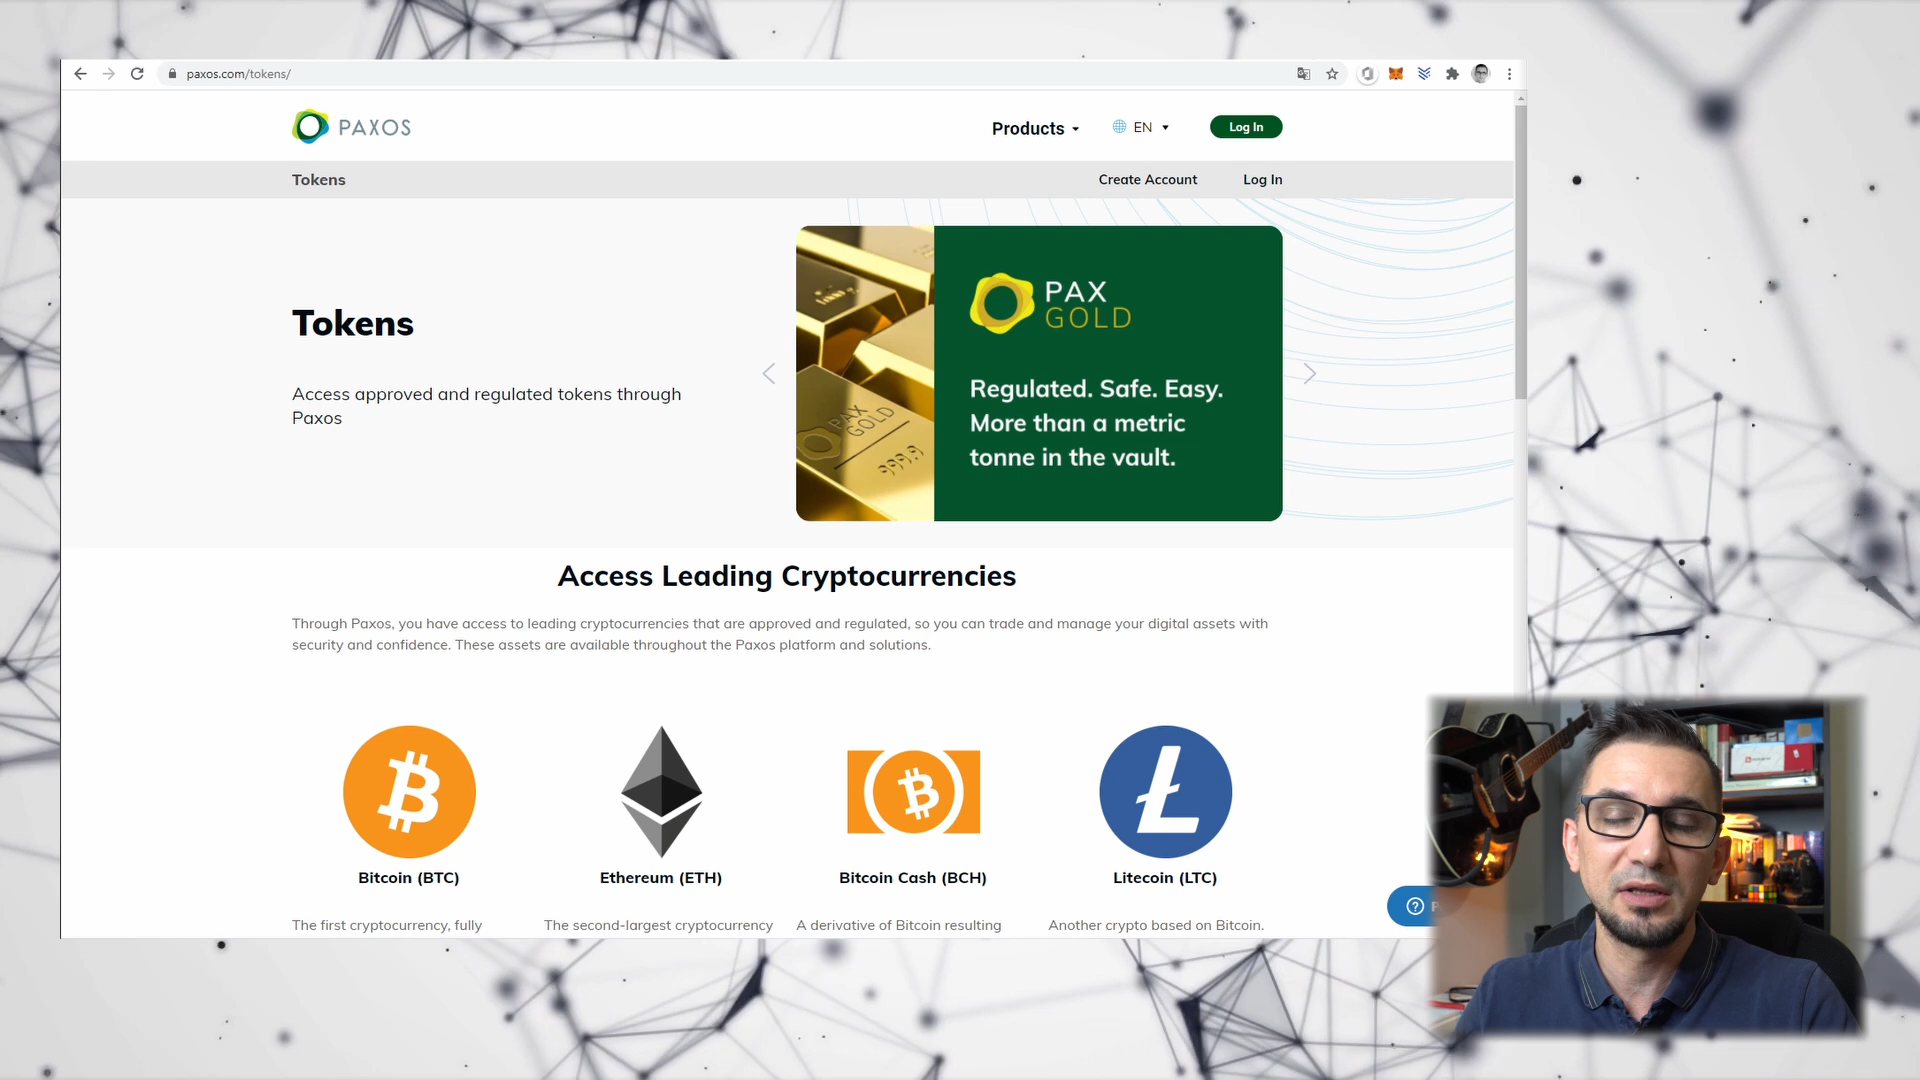 paxos.com/tokens/
PAXOS
Products
EN
Log In
Tokens
Create Account
Log In
Tokens
Access approved and regulated tokens through
Paxos
PAX
GOLD
Regulated. Safe. Easy.
More than a metric
tonne in the vault.
PAX
GOLD
999.9
Access Leading Cryptocurrencies
Through Paxos, you have access to leading cryptocurrencies that are approved and regulated, so you can trade and manage your digital assets with
security and confidence. These assets are available throughout the Paxos platform and solutions.
Bitcoin (BTC)
Ethereum (ETH)
Bitcoin Cash (BCH)
Litecoin (LTC)
The first cryptocurrency, fully
The second-largest cryptocurrency
A derivative of Bitcoin resulting
Another crypto based on Bitcoin.